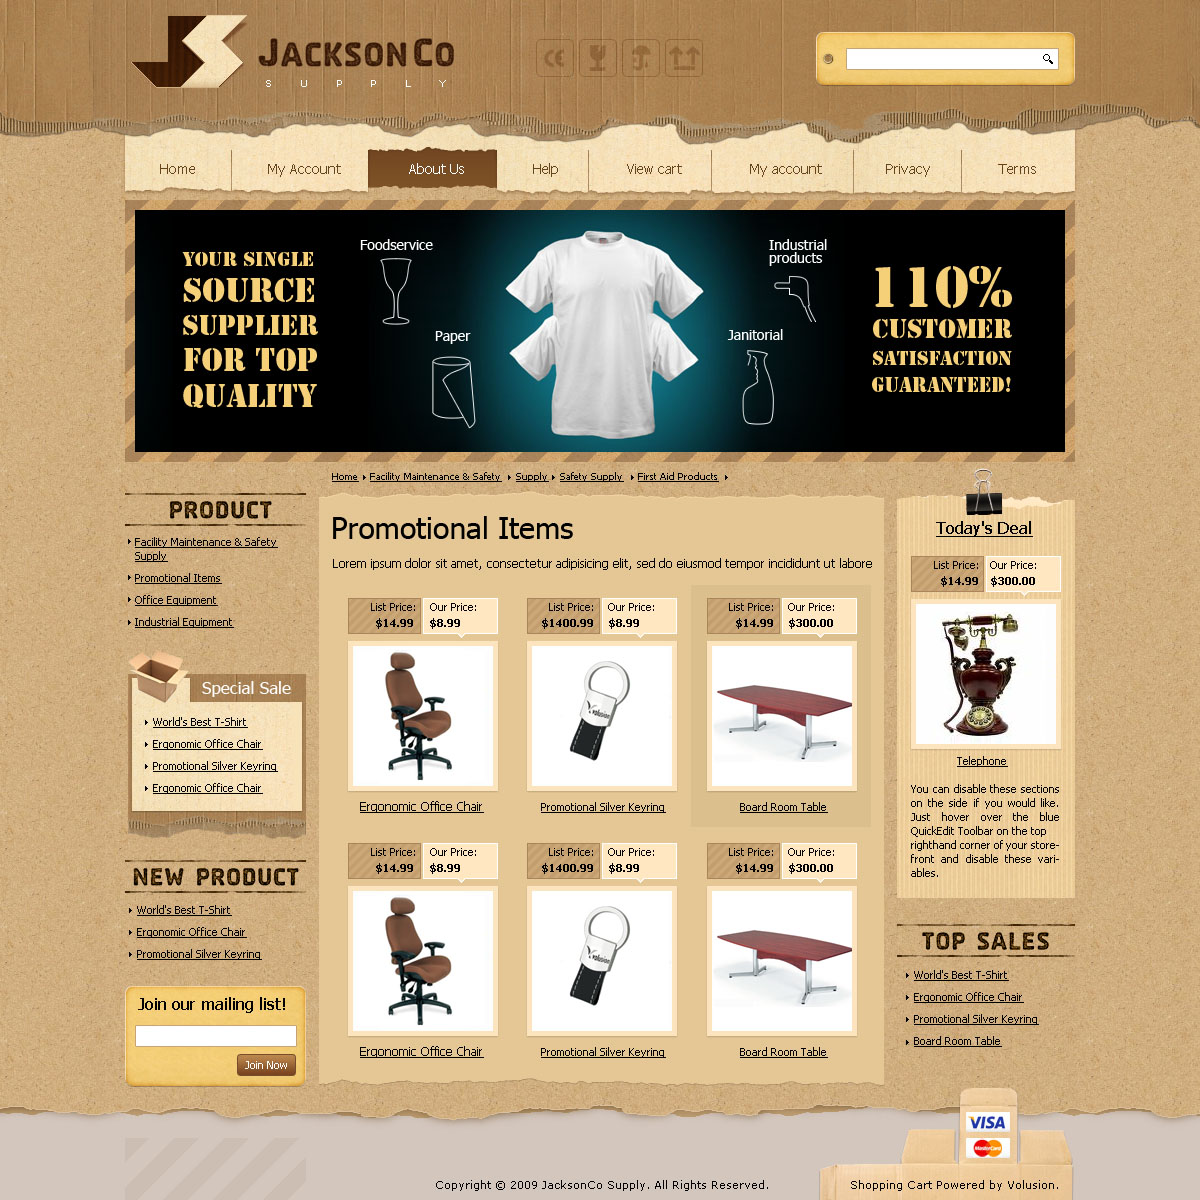 JACKSONCO
SUPPLY
Home
My Account
About Us
Help
View cart
My account
Privacy
Terms
YOUR SINGLE
SOURCE
SUPPLIER
FOR TOP
QUALITY
Foodservice
Paper
Industrial
products
Janitorial
110%
CUSTOMER
SATISFACTION
GUARANTEED!
Home Facility Maintenance & Safety Supply Safety Supply First Aid Products
PRODUCT
Facility Maintenance & Safety
Supply
Promotional Items
Office Equipment
Industrial Equipment
Special Sale
World's Best T-Shirt
Ergonomic Office Chair
Promotional Silver Keyring
Ergonomic Office Chair
NEW PRODUCT
World's Best T-Shirt
Ergonomic Office Chair
Promotional Silver Keyring
Join our mailing list!
Join Now
Promotional Items
Lorem ipsum dolor sit amet, consectetur adipisicing elit, sed do eiusmod tempor incididunt ut labore
List Price: Our Price:
$14.99 $8.99
Ergonomic Office Chair
List Price: Our Price:
$1400.99 $8.99
Volusion
Promotional Silver Keyring
List Price: Our Price:
$14.99 $300.00
Board Room Table
List Price: Our Price:
$14.99 $8.99
Ergonomic Office Chair
List Price: Our Price:
$1400.99 $8.99
Volusion
Promotional Silver Keyring
List Price: Our Price:
$14.99 $300.00
Board Room Table
Today's Deal
List Price: Our Price:
$14.99 $300.00
Telephone
You can disable these sections
on the side if you would like.
Just hover over the blue
QuickEdit Toolbar on the top
righthand corner of your store-
front and disable these vari-
ables.
TOP SALES
World's Best T-Shirt
Ergonomic Office Chair
Promotional Silver Keyring
Board Room Table
VISA
MasterCard
Copyright © 2009 JacksonCo Supply. All Rights Reserved.
Shopping Cart Powered by Volusion.